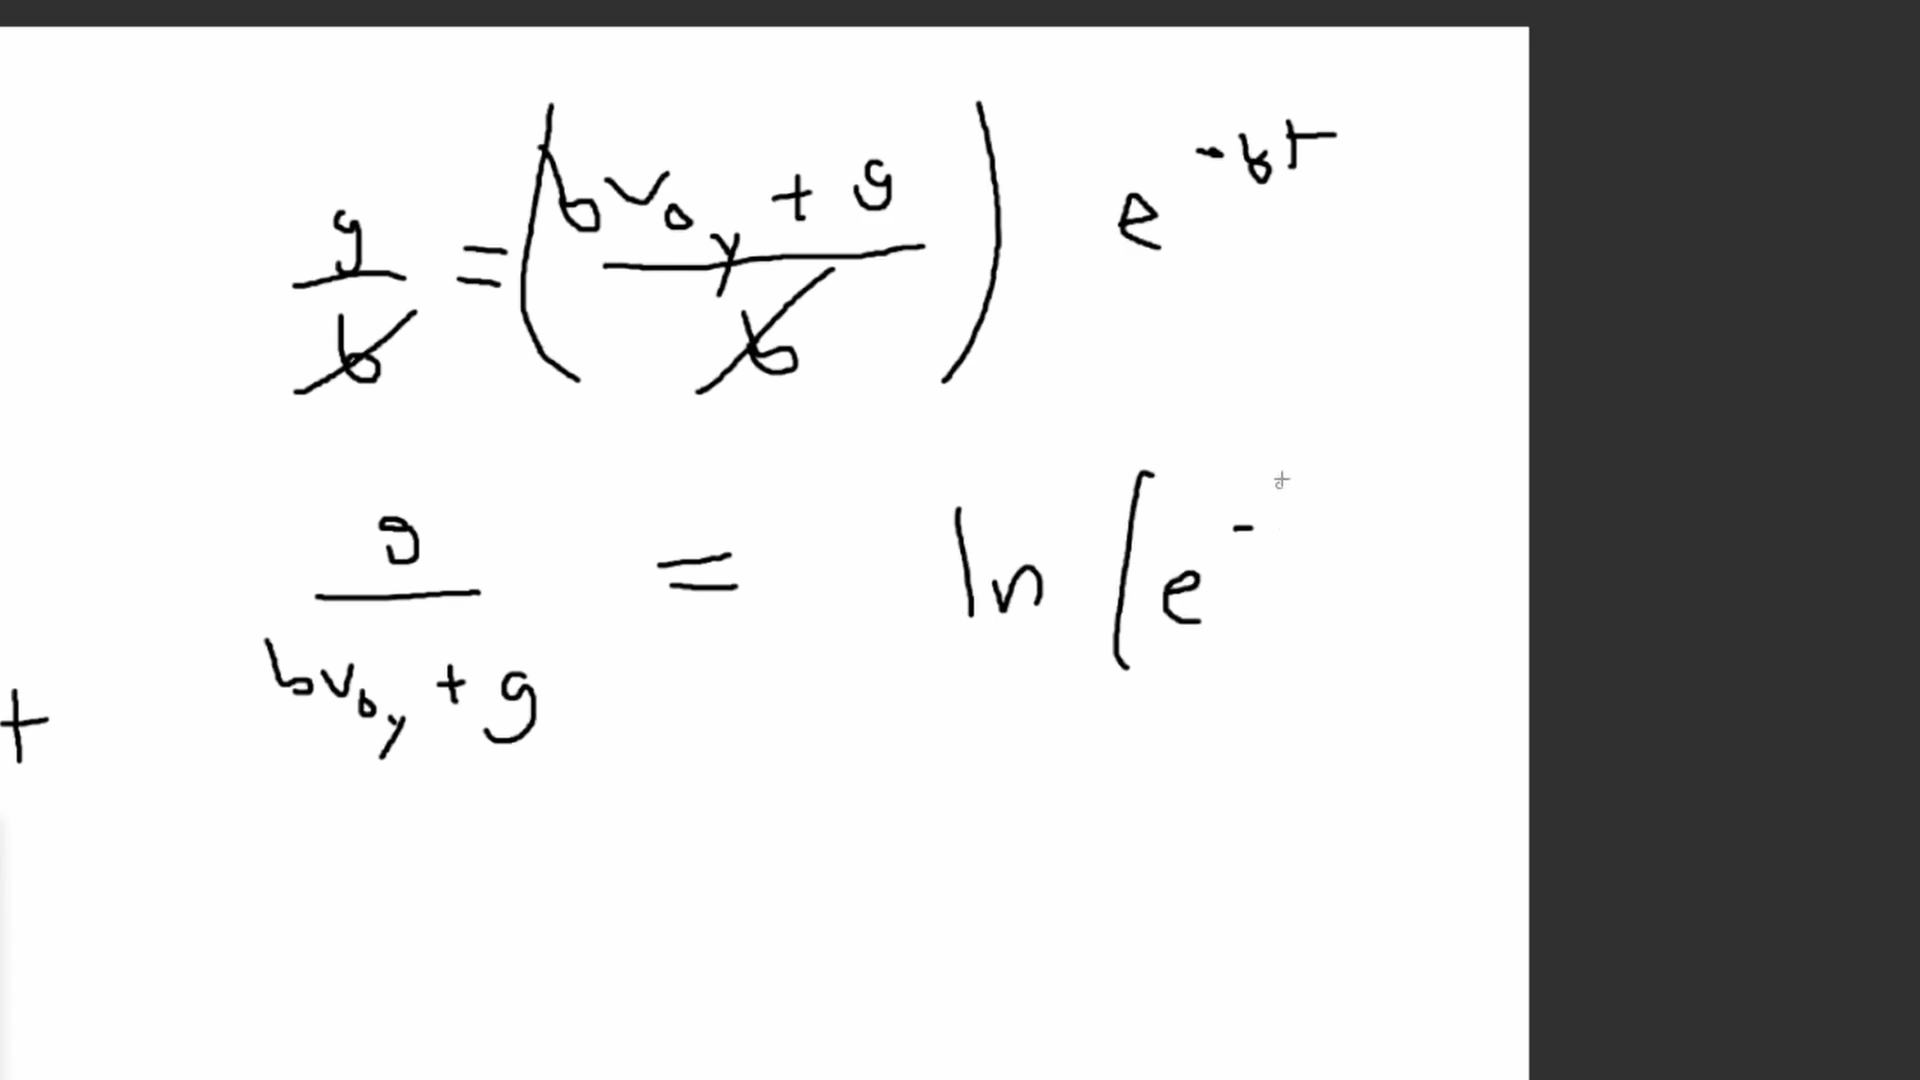 g/b = (bv₀y + g / b) e^-bT
g / bv₀y + g = ln (e^-
+